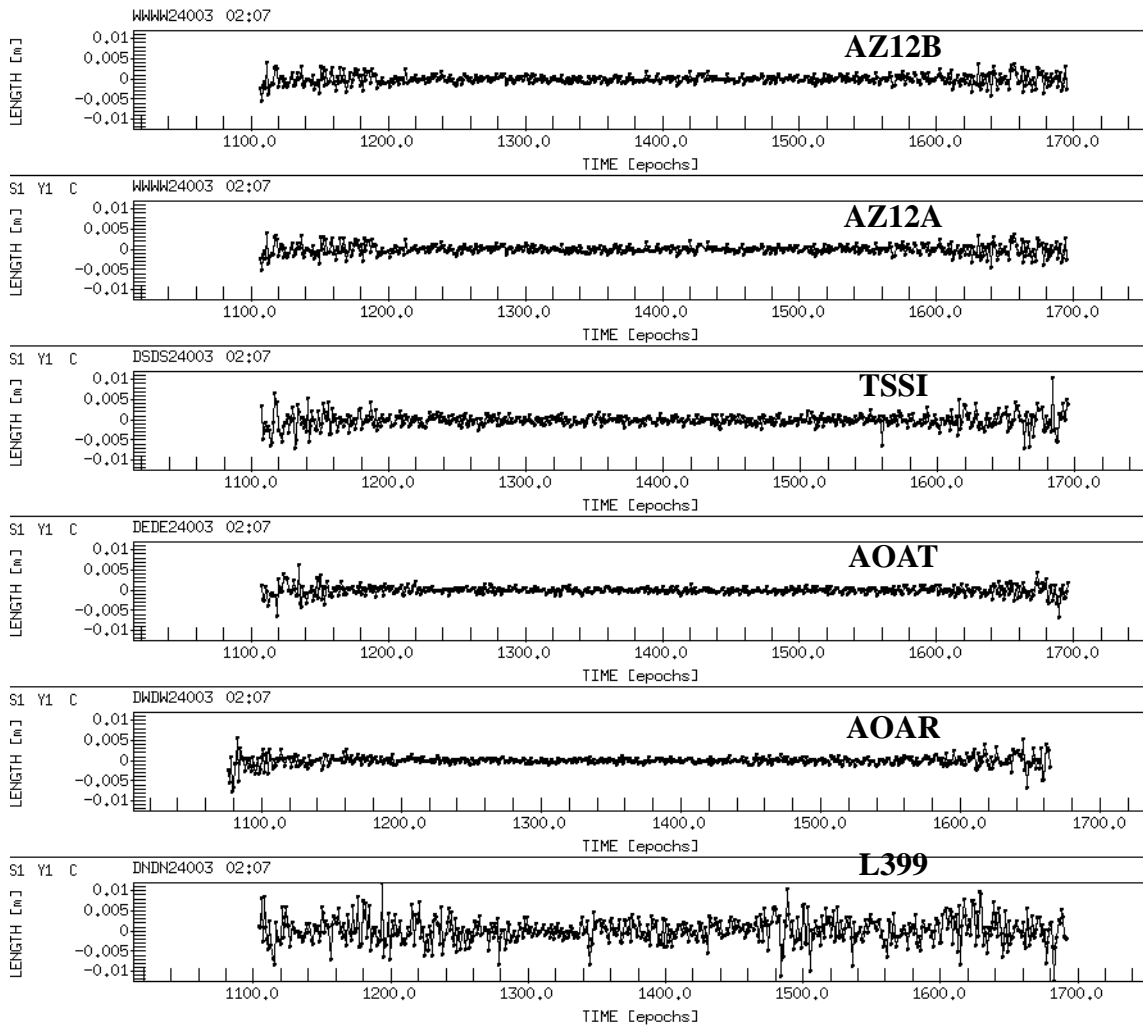 WWWW24003 02:07
AZ12B
LENGTH [m]
0.01
0.005
0
-0.005
-0.01
1100.0 1200.0 1300.0 1400.0 1500.0 1600.0 1700.0
TIME [epochs]
S1 Y1 C WWWW24003 02:07
AZ12A
LENGTH [m]
0.01
0.005
0
-0.005
-0.01
1100.0 1200.0 1300.0 1400.0 1500.0 1600.0 1700.0
TIME [epochs]
S1 Y1 C DSDS24003 02:07
TSSI
LENGTH [m]
0.01
0.005
0
-0.005
-0.01
1100.0 1200.0 1300.0 1400.0 1500.0 1600.0 1700.0
TIME [epochs]
S1 Y1 C DEDE24003 02:07
AOAT
LENGTH [m]
0.01
0.005
0
-0.005
-0.01
1100.0 1200.0 1300.0 1400.0 1500.0 1600.0 1700.0
TIME [epochs]
S1 Y1 C DWDW24003 02:07
AOAR
LENGTH [m]
0.01
0.005
0
-0.005
-0.01
1100.0 1200.0 1300.0 1400.0 1500.0 1600.0 1700.0
TIME [epochs]
S1 Y1 C DNDN24003 02:07
L399
LENGTH [m]
0.01
0.005
0
-0.005
-0.01
1100.0 1200.0 1300.0 1400.0 1500.0 1600.0 1700.0
TIME [epochs]